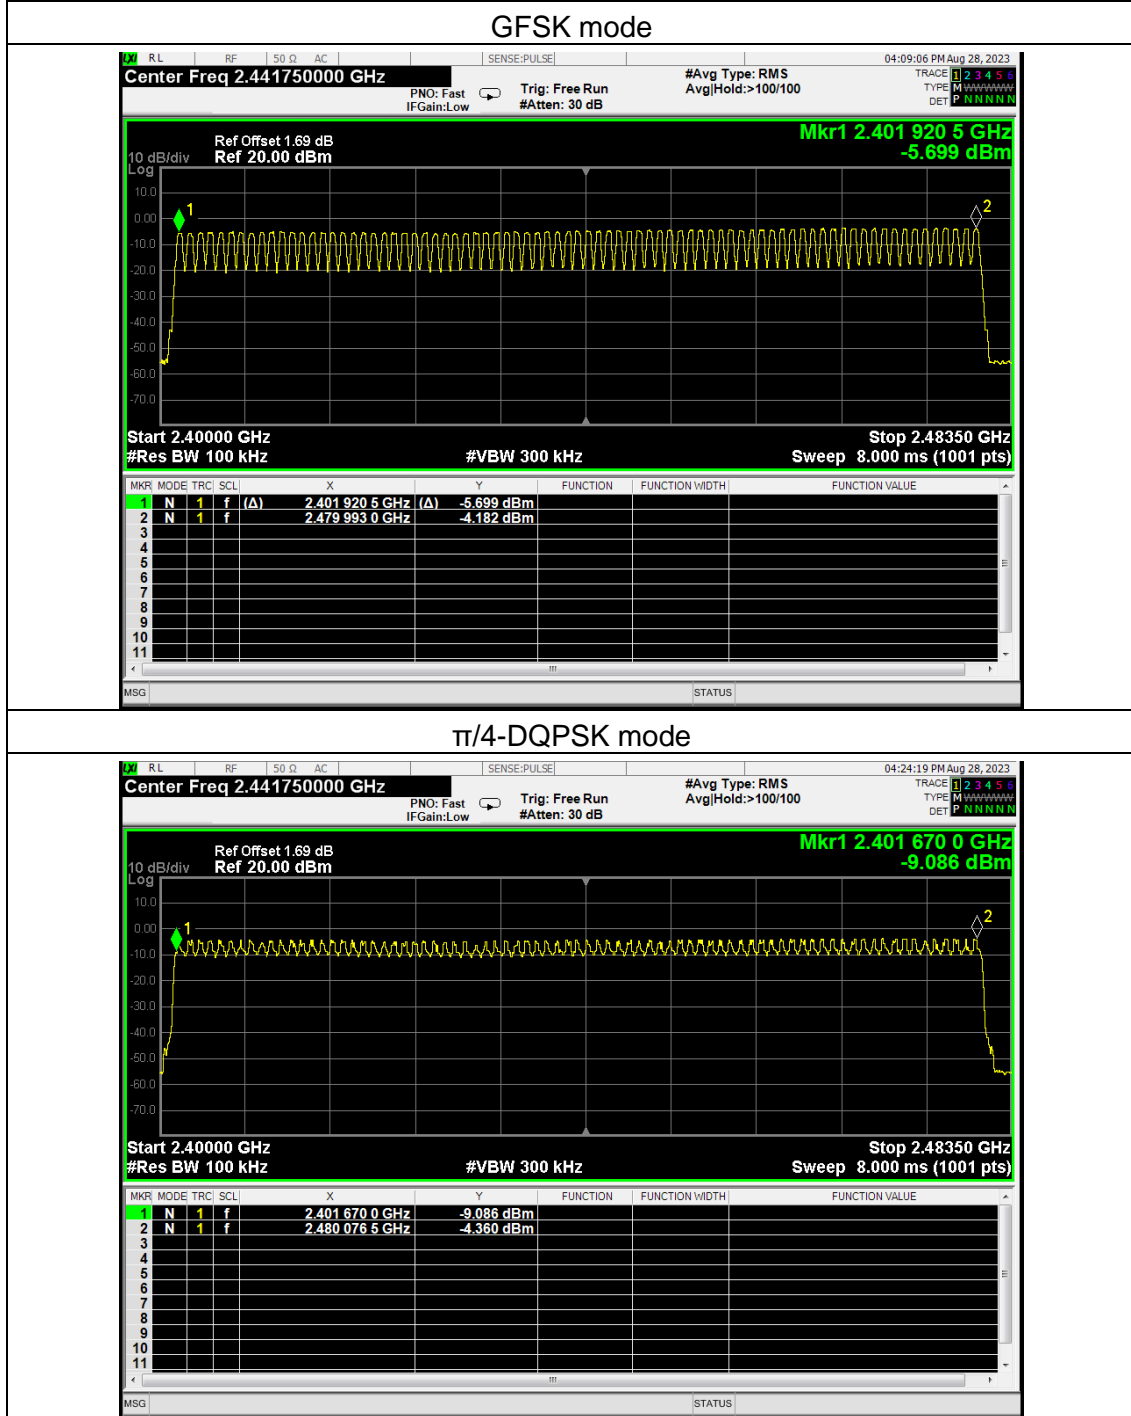 GFSK mode
LXI RL RF 50 Ω AC SENSE:PULSE 04:09:06 PM Aug 28, 2023
Center Freq 2.441750000 GHz #Avg Type: RMS TRACE 1 2 3 4 5 6
PNO: Fast Trig: Free Run Avg|Hold:>100/100 TYPE M WWWWW
IFGain:Low #Atten: 30 dB DET P N N N N N
Mkr1 2.401 920 5 GHz
Ref Offset 1.69 dB
10 dB/div Ref 20.00 dBm -5.699 dBm
Log
10.0
1 2
0.00
-10.0
-20.0
-30.0
-40.0
-50.0
-60.0
-70.0
Start 2.40000 GHz Stop 2.48350 GHz
#Res BW 100 kHz #VBW 300 kHz Sweep 8.000 ms (1001 pts)
MKR MODE TRC SCL X Y FUNCTION FUNCTION WIDTH FUNCTION VALUE
1 N 1 f (Δ) 2.401 920 5 GHz (Δ) -5.699 dBm
2 N 1 f 2.479 993 0 GHz -4.182 dBm
3
4
5
6
7
8
9
10
11
MSG STATUS
π/4-DQPSK mode
LXI RL RF 50 Ω AC SENSE:PULSE 04:24:19 PM Aug 28, 2023
Center Freq 2.441750000 GHz #Avg Type: RMS TRACE 1 2 3 4 5 6
PNO: Fast Trig: Free Run Avg|Hold:>100/100 TYPE M WWWWW
IFGain:Low #Atten: 30 dB DET P N N N N N
Mkr1 2.401 670 0 GHz
Ref Offset 1.69 dB
10 dB/div Ref 20.00 dBm -9.086 dBm
Log
10.0
1 2
0.00
-10.0
-20.0
-30.0
-40.0
-50.0
-60.0
-70.0
Start 2.40000 GHz Stop 2.48350 GHz
#Res BW 100 kHz #VBW 300 kHz Sweep 8.000 ms (1001 pts)
MKR MODE TRC SCL X Y FUNCTION FUNCTION WIDTH FUNCTION VALUE
1 N 1 f 2.401 670 0 GHz -9.086 dBm
2 N 1 f 2.480 076 5 GHz -4.360 dBm
3
4
5
6
7
8
9
10
11
MSG STATUS